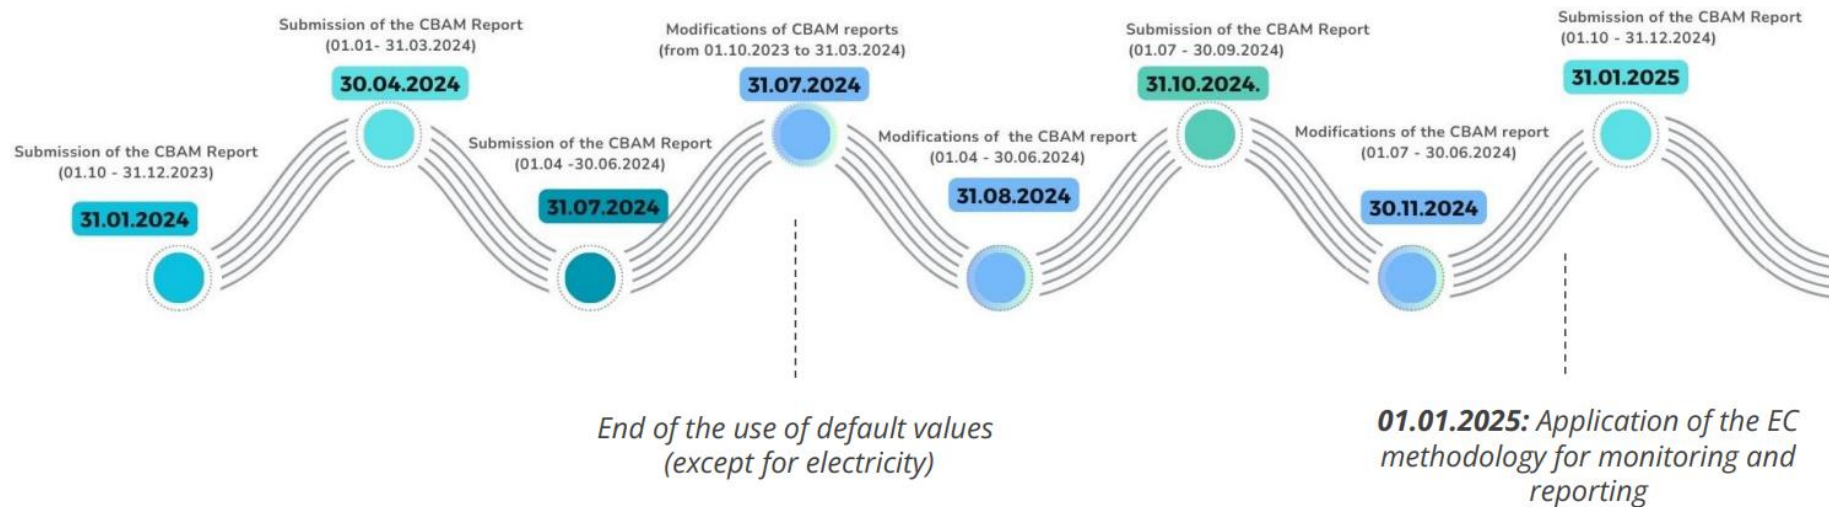 Submission of the CBAM Report
(01.10 - 31.12.2023)
31.01.2024
Submission of the CBAM Report
(01.01- 31.03.2024)
30.04.2024
Submission of the CBAM Report
(01.04 -30.06.2024)
31.07.2024
Modifications of CBAM reports
(from 01.10.2023 to 31.03.2024)
31.07.2024
Modifications of the CBAM report
(01.04 - 30.06.2024)
31.08.2024
Submission of the CBAM Report
(01.07 - 30.09.2024)
31.10.2024.
Modifications of the CBAM report
(01.07 - 30.06.2024)
30.11.2024
Submission of the CBAM Report
(01.10 - 31.12.2024)
31.01.2025
End of the use of default values
(except for electricity)
01.01.2025: Application of the EC
methodology for monitoring and
reporting